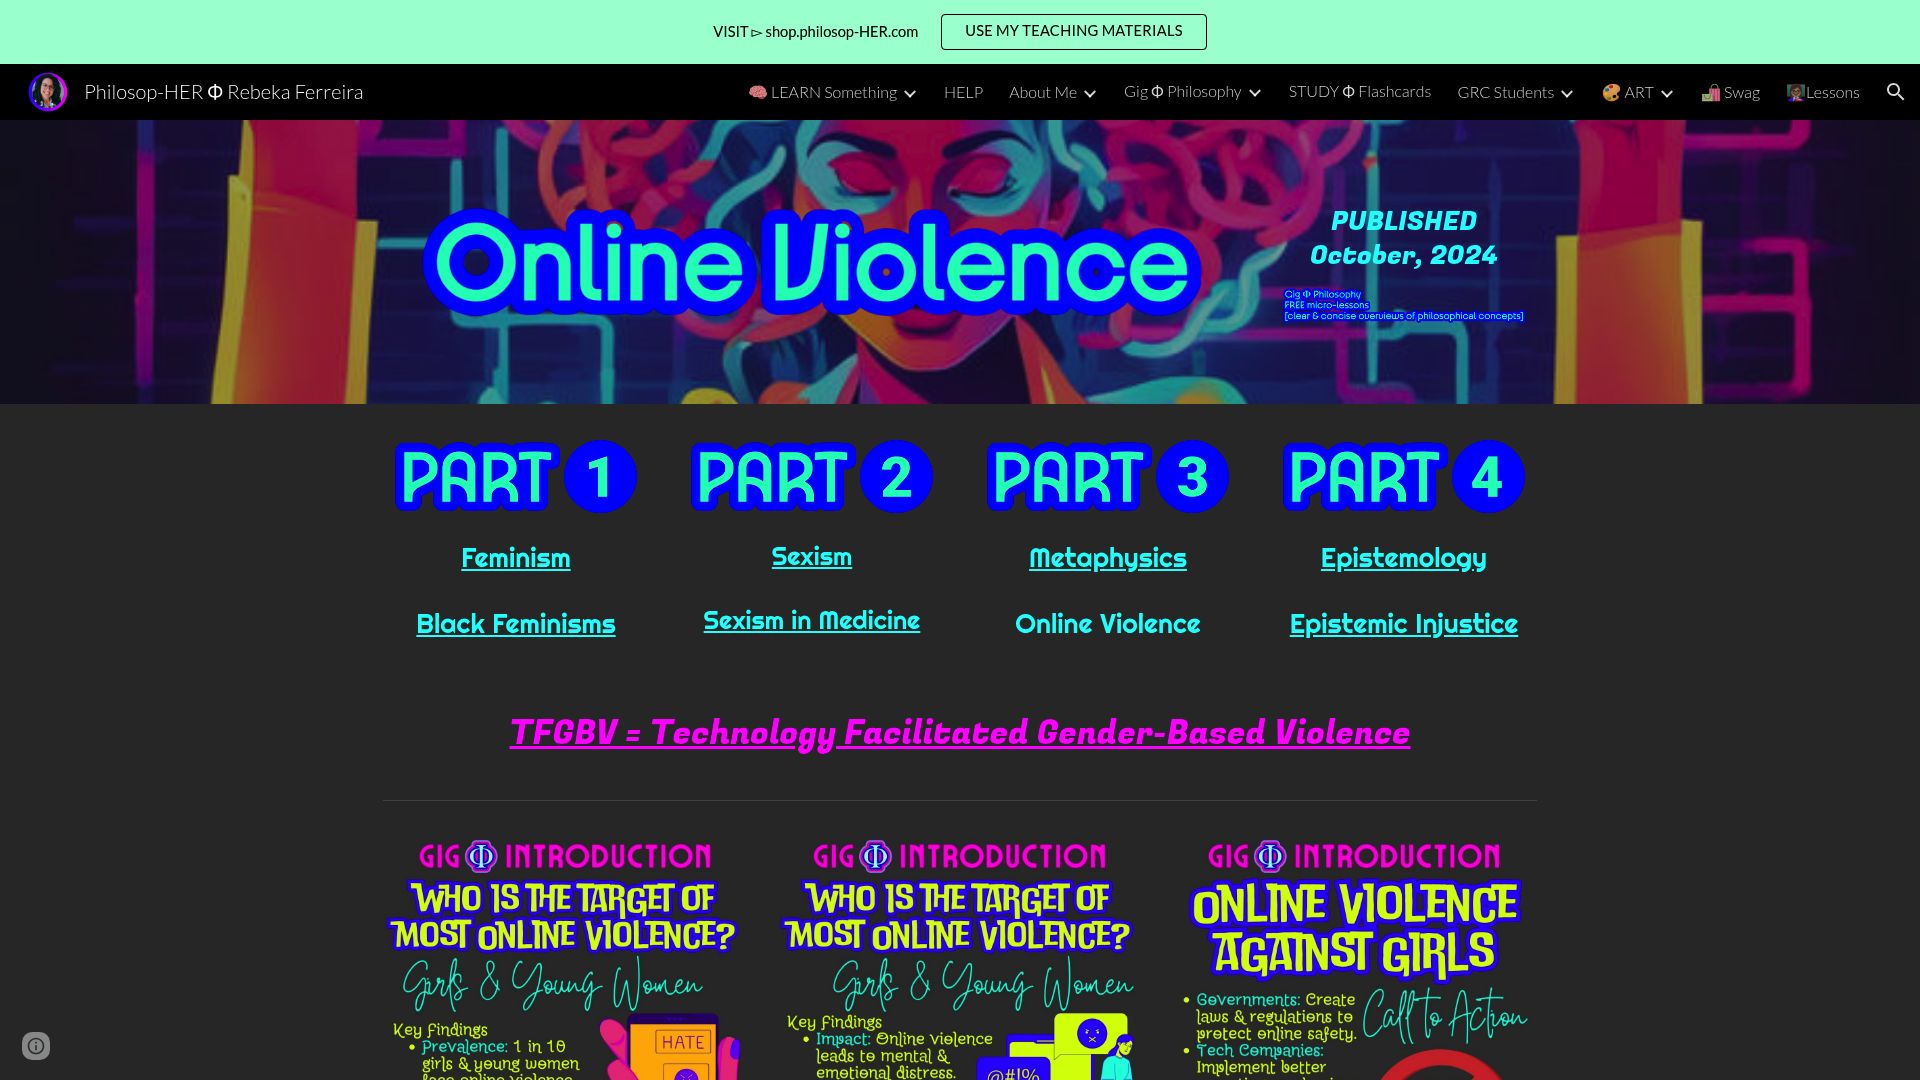 VISIT ▻ shop.philosop-HER.com
USE MY TEACHING MATERIALS
Philosop-HER Φ Rebeka Ferreira
🧠 LEARN Something
HELP
About Me
Gig Φ Philosophy
STUDY Φ Flashcards
GRC Students
🎨 ART
🛍️ Swag
👩🏾‍🏫Lessons
Online Violence
PUBLISHED
October, 2024
Gig Φ Philosophy
FREE micro-lessons
[clear & concise overviews of philosophical concepts]
PART 1
PART 2
PART 3
PART 4
Feminism
Sexism
Metaphysics
Epistemology
Black Feminisms
Sexism in Medicine
Online Violence
Epistemic Injustice
TFGBV = Technology Facilitated Gender-Based Violence
GIG Φ INTRODUCTION
WHO IS THE TARGET OF
MOST ONLINE VIOLENCE?
Girls & Young Women
Key Findings
• Prevalence: 1 in 10
girls & young women
face online violence
HATE
GIG Φ INTRODUCTION
WHO IS THE TARGET OF
MOST ONLINE VIOLENCE?
Girls & Young Women
Key Findings
• Impact: Online violence
leads to mental &
emotional distress.
@#!%
GIG Φ INTRODUCTION
ONLINE VIOLENCE
AGAINST GIRLS
Call to Action
• Governments: Create
laws & regulations to
protect online safety.
• Tech Companies:
Implement better